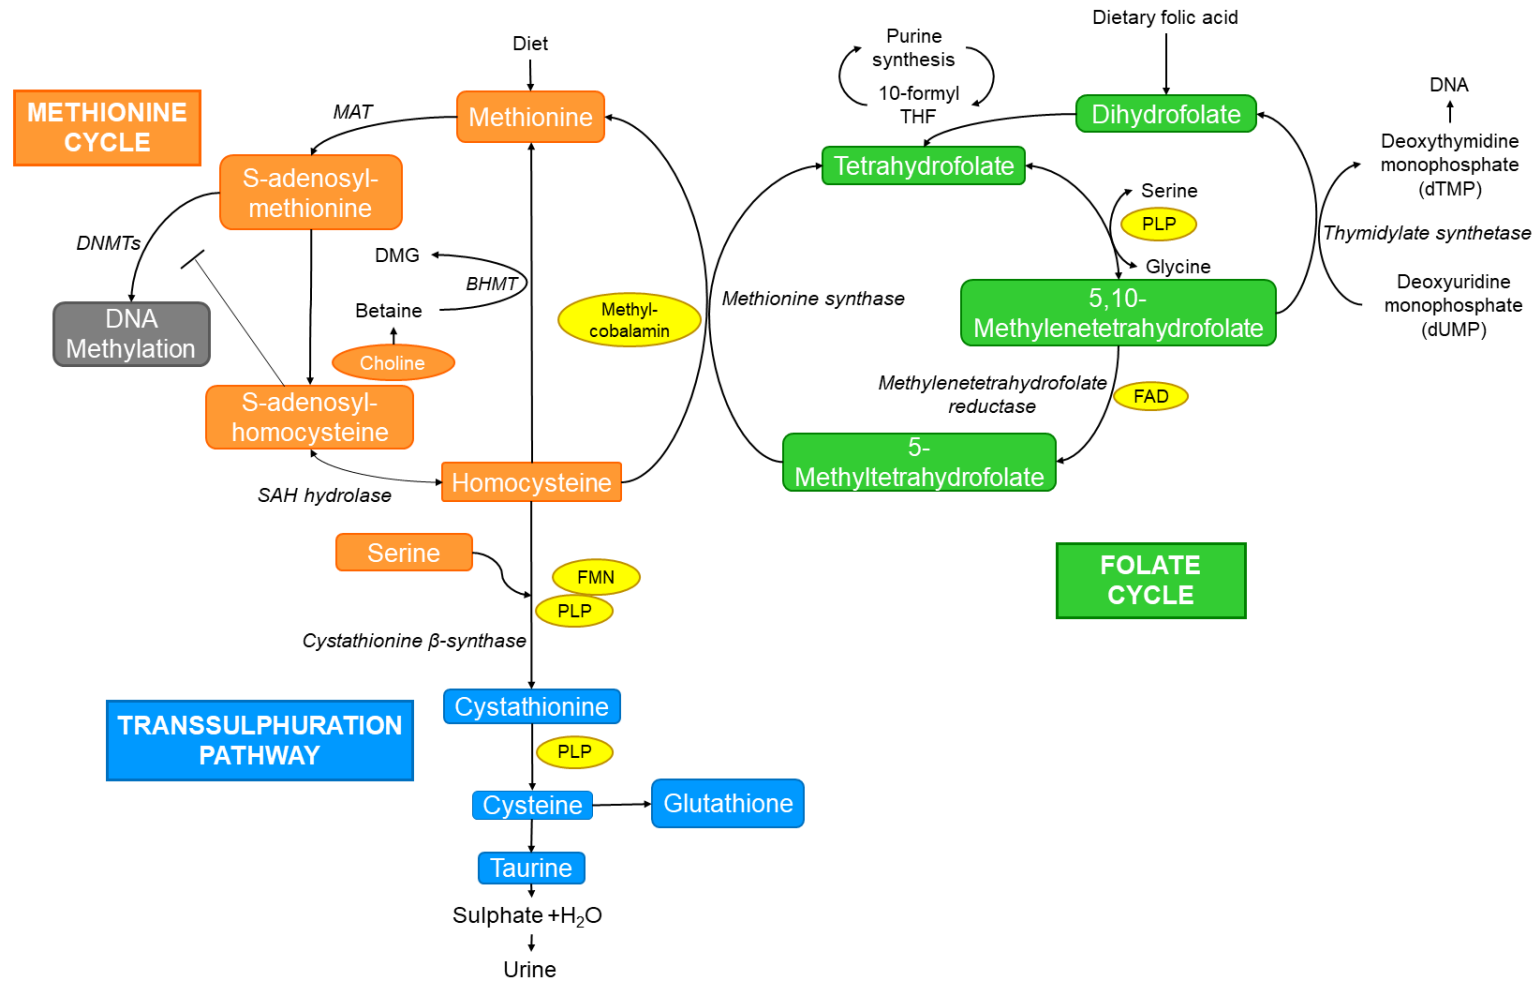 Dietary folic acid
Diet
Purine
synthesis
10-formyl
THF
DNA
METHIONINE
CYCLE
MAT
Methionine
Dihydrofolate
Deoxythymidine
monophosphate
(dTMP)
S-adenosyl-
methionine
Tetrahydrofolate
Serine
PLP
Glycine
Thymidylate synthetase
DNMTs
DMG
BHMT
Betaine
Choline
Methyl-
cobalamin
Methionine synthase
5,10-
Methylenetetrahydrofolate
Deoxyuridine
monophosphate
(dUMP)
DNA
Methylation
Methylenetetrahydrofolate
reductase
FAD
S-adenosyl-
homocysteine
5-
Methyltetrahydrofolate
Homocysteine
SAH hydrolase
Serine
FMN
PLP
Cystathionine β-synthase
FOLATE
CYCLE
TRANSSULPHURATION
PATHWAY
Cystathionine
PLP
Cysteine
Glutathione
Taurine
Sulphate +H₂O
Urine